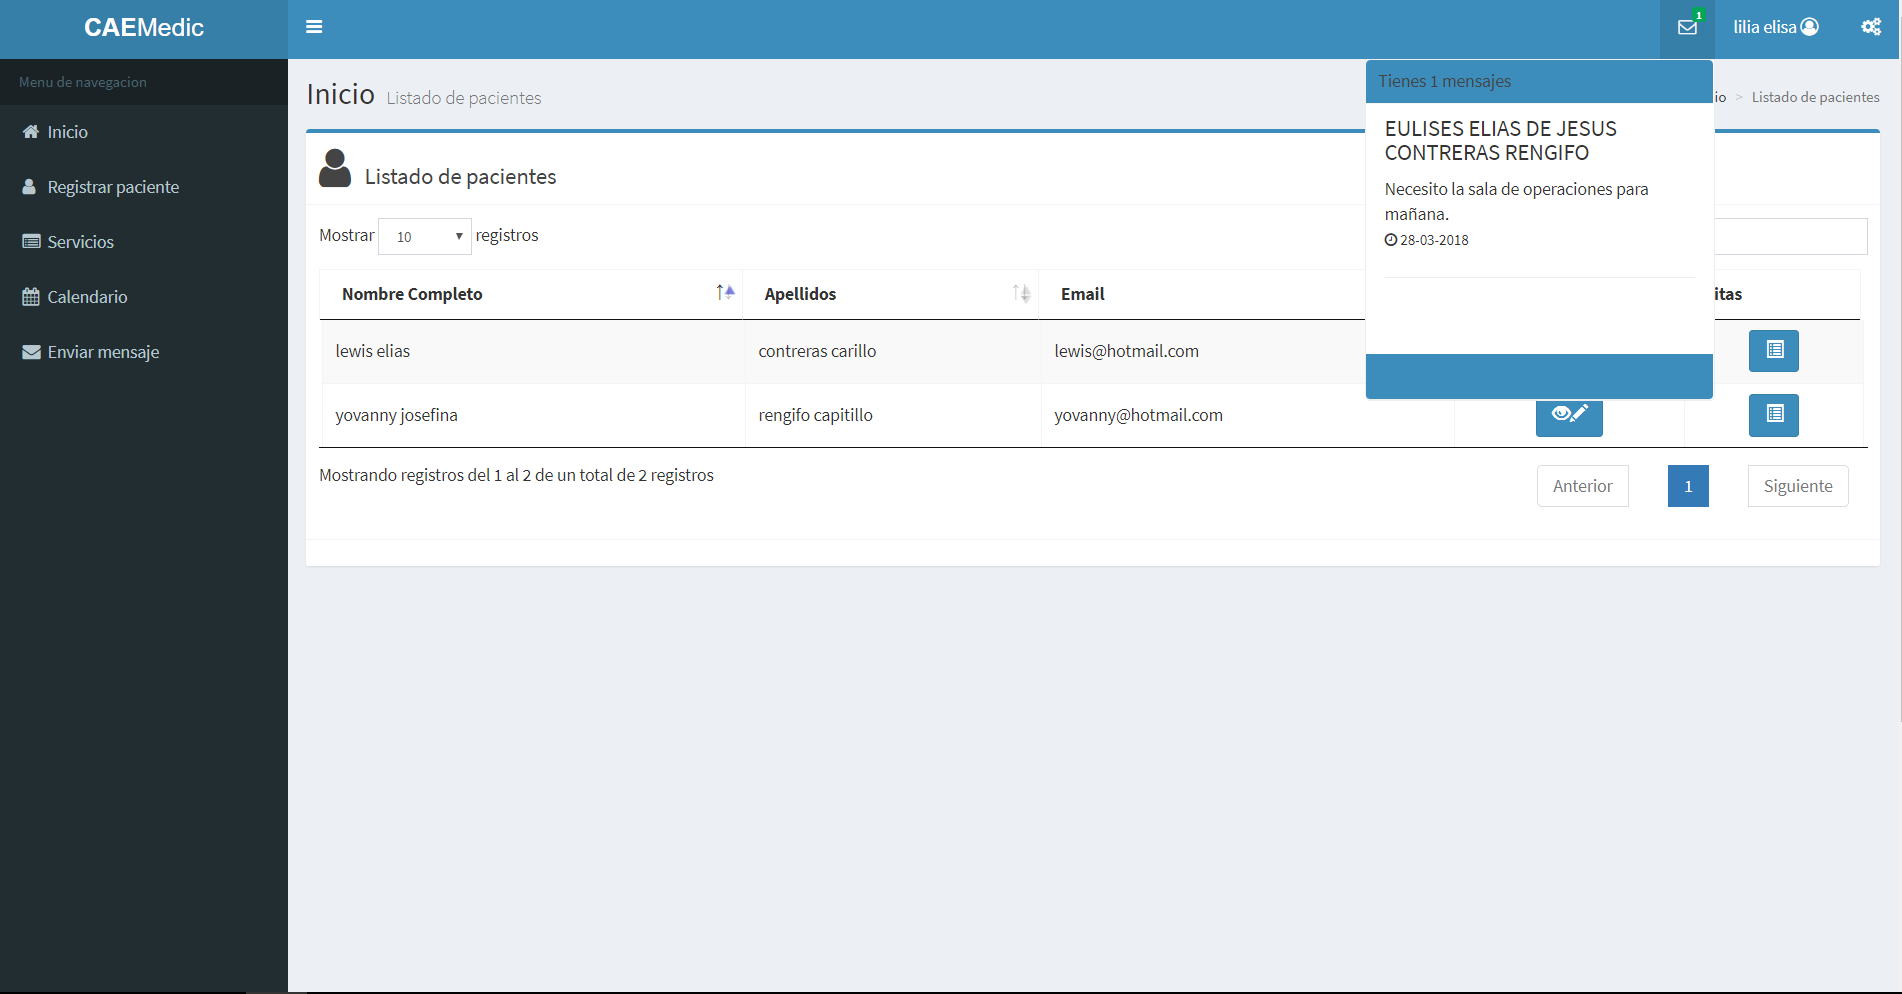 CAEMedic
1
lilia elisa
Menu de navegacion
Inicio
Registrar paciente
Servicios
Calendario
Enviar mensaje
Inicio Listado de pacientes
> Listado de pacientes
Tienes 1 mensajes
EULISES ELIAS DE JESUS
CONTRERAS RENGIFO
Necesito la sala de operaciones para
mañana.
28-03-2018
Listado de pacientes
Mostrar 10 registros
Nombre Completo Apellidos Email
lewis elias contreras carillo lewis@hotmail.com
yovanny josefina rengifo capitillo yovanny@hotmail.com
Mostrando registros del 1 al 2 de un total de 2 registros
Anterior 1 Siguiente